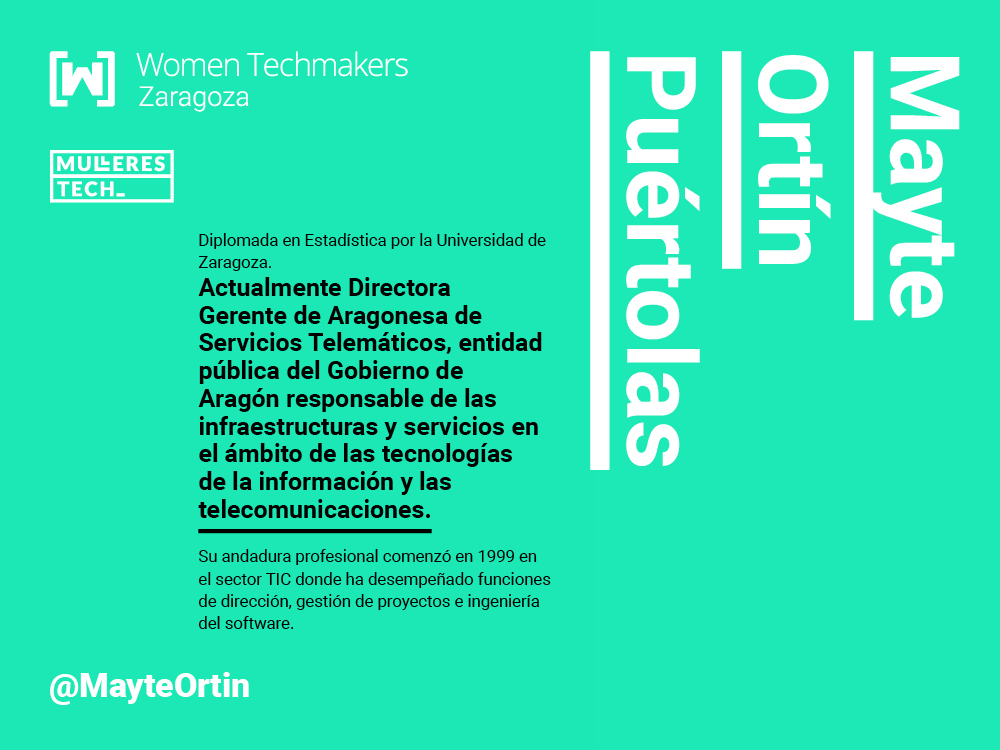 Women Techmakers
Zaragoza
MULLERES
TECH_
Mayte
Ortín
Puértolas
Diplomada en Estadística por la Universidad de
Zaragoza.
Actualmente Directora
Gerente de Aragonesa de
Servicios Telemáticos, entidad
pública del Gobierno de
Aragón responsable de las
infraestructuras y servicios en
el ámbito de las tecnologías
de la información y las
telecomunicaciones.
Su andadura profesional comenzó en 1999 en
el sector TIC donde ha desempeñado funciones
de dirección, gestión de proyectos e ingeniería
del software.
@MayteOrtin